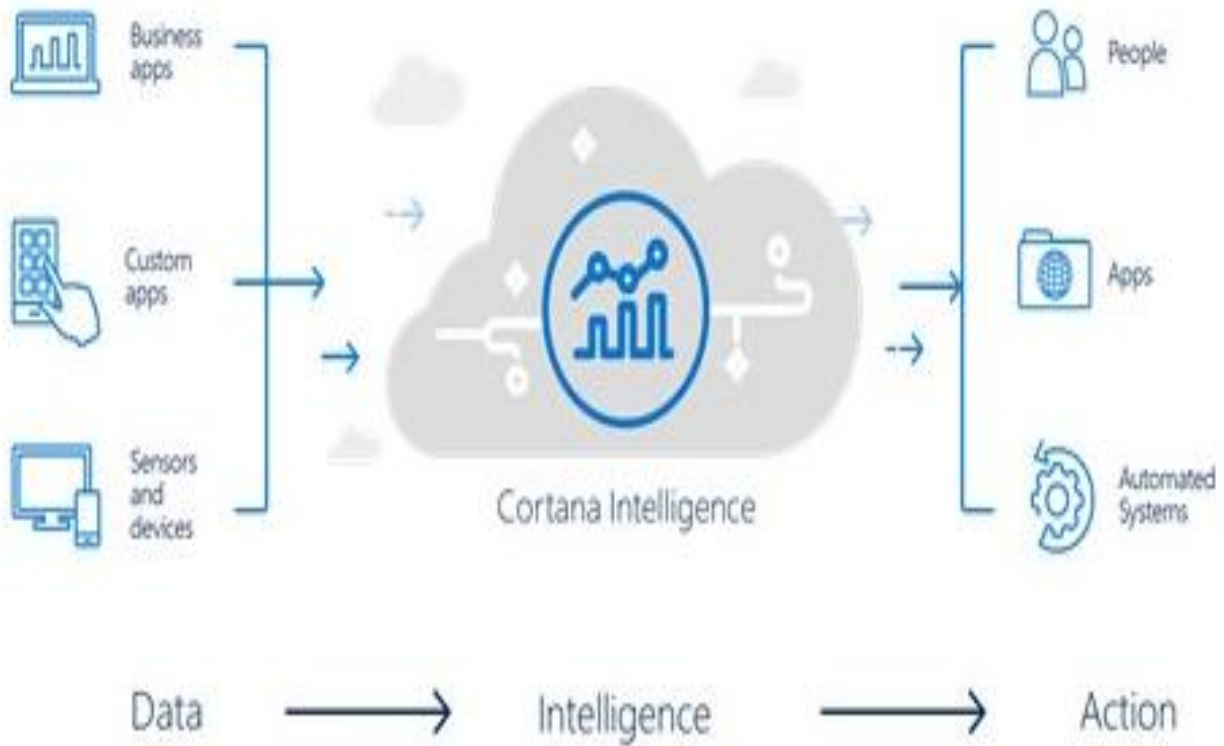 Business
apps
Custom
apps
Sensors
and
devices
Cortana Intelligence
People
Apps
Automated
Systems
Data
Intelligence
Action